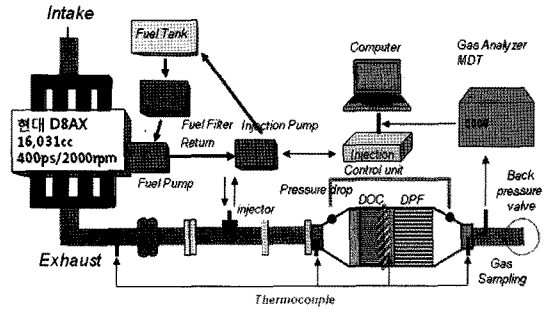 Intake
Fuel Tank
Computer
Gas Analyzer
MDT
현대 D8AX
16,031cc
400ps/2000rpm
Fuel Filter
Return
Injection Pump
Fuel Pump
Injection
Control unit
Pressure drop
injector
DOC
DPF
Back
pressure
valve
Exhaust
Gas
Sampling
Thermocouple